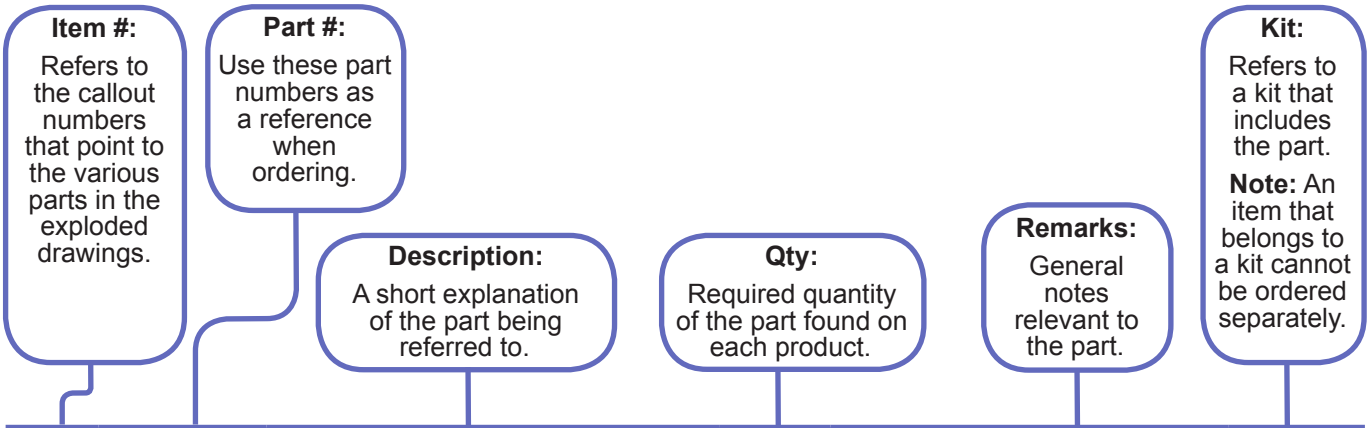 Item #:
Refers to
the callout
numbers
that point to
the various
parts in the
exploded
drawings.
Part #:
Use these part
numbers as
a reference
when
ordering.
Description:
A short explanation
of the part being
referred to.
Qty:
Required quantity
of the part found on
each product.
Remarks:
General
notes
relevant to
the part.
Kit:
Refers to
a kit that
includes
the part.
Note: An
item that
belongs to
a kit cannot
be ordered
separately.